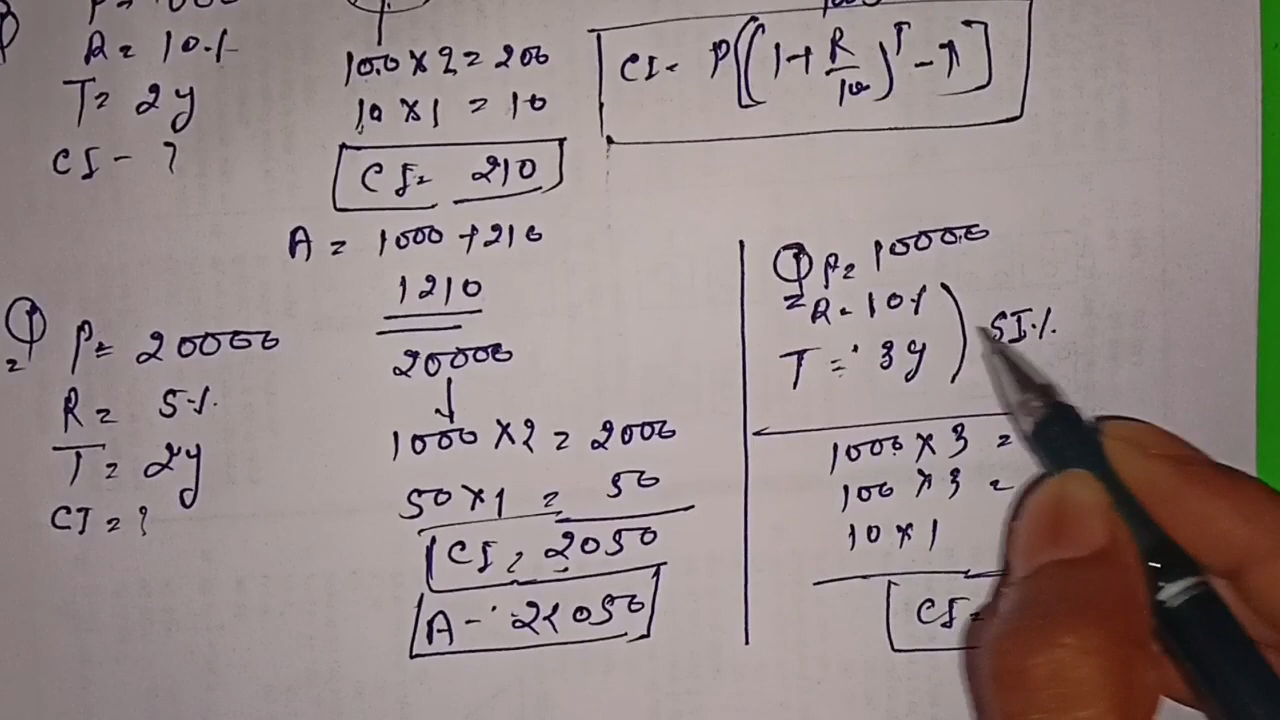 R = 10%
T = 2y
CI - ?
100 × 2 = 200
10 × 1 = 10
CI = 210
A = 1000 + 210
1210
CI = P[(1 + R/100)^T - 1]
Q2 P = 20000
R = 5%
T = 2y
CI = ?
20000
↓
1000 × 2 = 2000
50 × 1 = 50
CI = 2050
A - 22050
Q P = 10000
R = 10%
T = 3y
SI%
1000 × 3 =
100 × 3 =
10 × 1
CI =